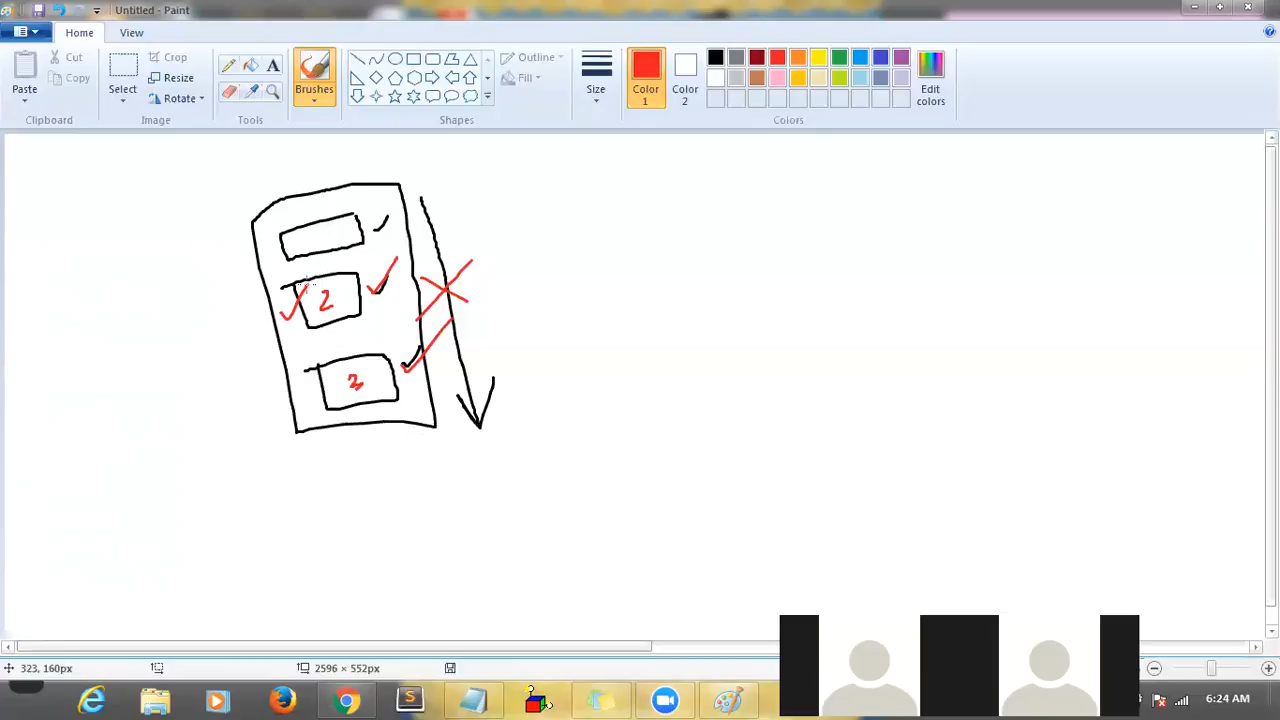 Untitled - Paint
Home
View
Paste
Cut
Copy
Clipboard
Select
Crop
Resize
Rotate
Image
A
Tools
Brushes
Outline
Fill
Shapes
Size
Color 1
Color 2
Edit colors
Colors
2
3
323, 160px
2596 × 552px
S
6:24 AM